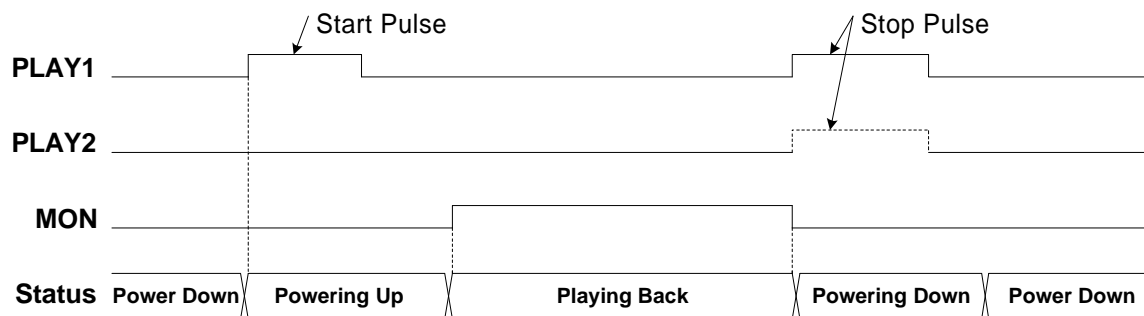 Start Pulse
Stop Pulse
PLAY1
PLAY2
MON
Status Power Down Powering Up Playing Back Powering Down Power Down